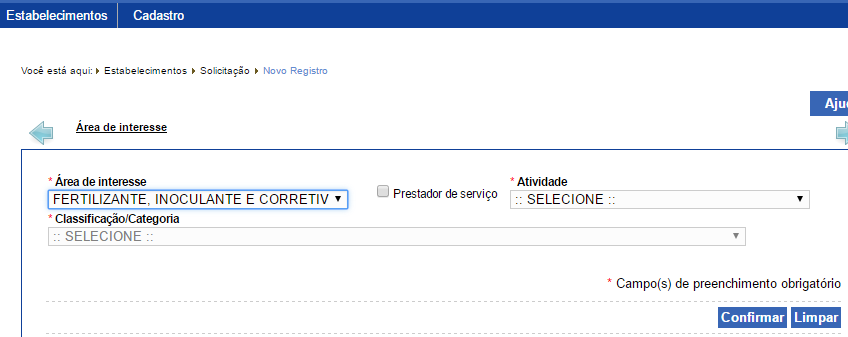 Estabelecimentos Cadastro
Você está aqui: Estabelecimentos Solicitação Novo Registro
Área de interesse
* Área de interesse
FERTILIZANTE, INOCULANTE E CORRETIV
Prestador de serviço
* Atividade
:: SELECIONE ::
* Classificação/Categoria
:: SELECIONE ::
* Campo(s) de preenchimento obrigatório
Confirmar Limpar